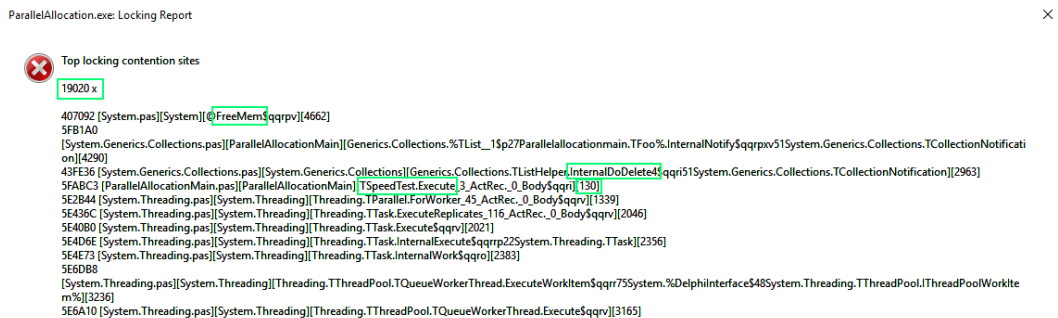 ParallelAllocation.exe: Locking Report
Top locking contention sites
19020 x
407092 [System.pas][System][@FreeMem$qqrpv][4662]
5FB1A0
[System.Generics.Collections.pas][ParallelAllocationMain][Generics.Collections.%TList__1$p27Parallelallocationmain.TFoo%.InternalNotify$qqrpxv51System.Generics.Collections.TCollectionNotificati
on][4290]
43FE36 [System.Generics.Collections.pas][System.Generics.Collections][Generics.Collections.TListHelper.InternalDoDelete4$qqri51System.Generics.Collections.TCollectionNotification][2963]
5FABC3 [ParallelAllocationMain.pas][ParallelAllocationMain][TSpeedTest.Execute_3_ActRec._0_Body$qqri][130]
5E2B44 [System.Threading.pas][System.Threading][Threading.TParallel.ForWorker_45_ActRec._0_Body$qqrv][1339]
5E436C [System.Threading.pas][System.Threading][Threading.TTask.ExecuteReplicates_116_ActRec._0_Body$qqrv][2046]
5E40B0 [System.Threading.pas][System.Threading][Threading.TTask.Execute$qqrv][2021]
5E4D6E [System.Threading.pas][System.Threading][Threading.TTask.InternalExecute$qqrrp22System.Threading.TTask][2356]
5E4E73 [System.Threading.pas][System.Threading][Threading.TTask.InternalWork$qqro][2383]
5E6DB8
[System.Threading.pas][System.Threading][Threading.TThreadPool.TQueueWorkerThread.ExecuteWorkItem$qqrr75System.%DelphiInterface$48System.Threading.TThreadPool.IThreadPoolWorkIte
m%][3236]
5E6A10 [System.Threading.pas][System.Threading][Threading.TThreadPool.TQueueWorkerThread.Execute$qqrv][3165]